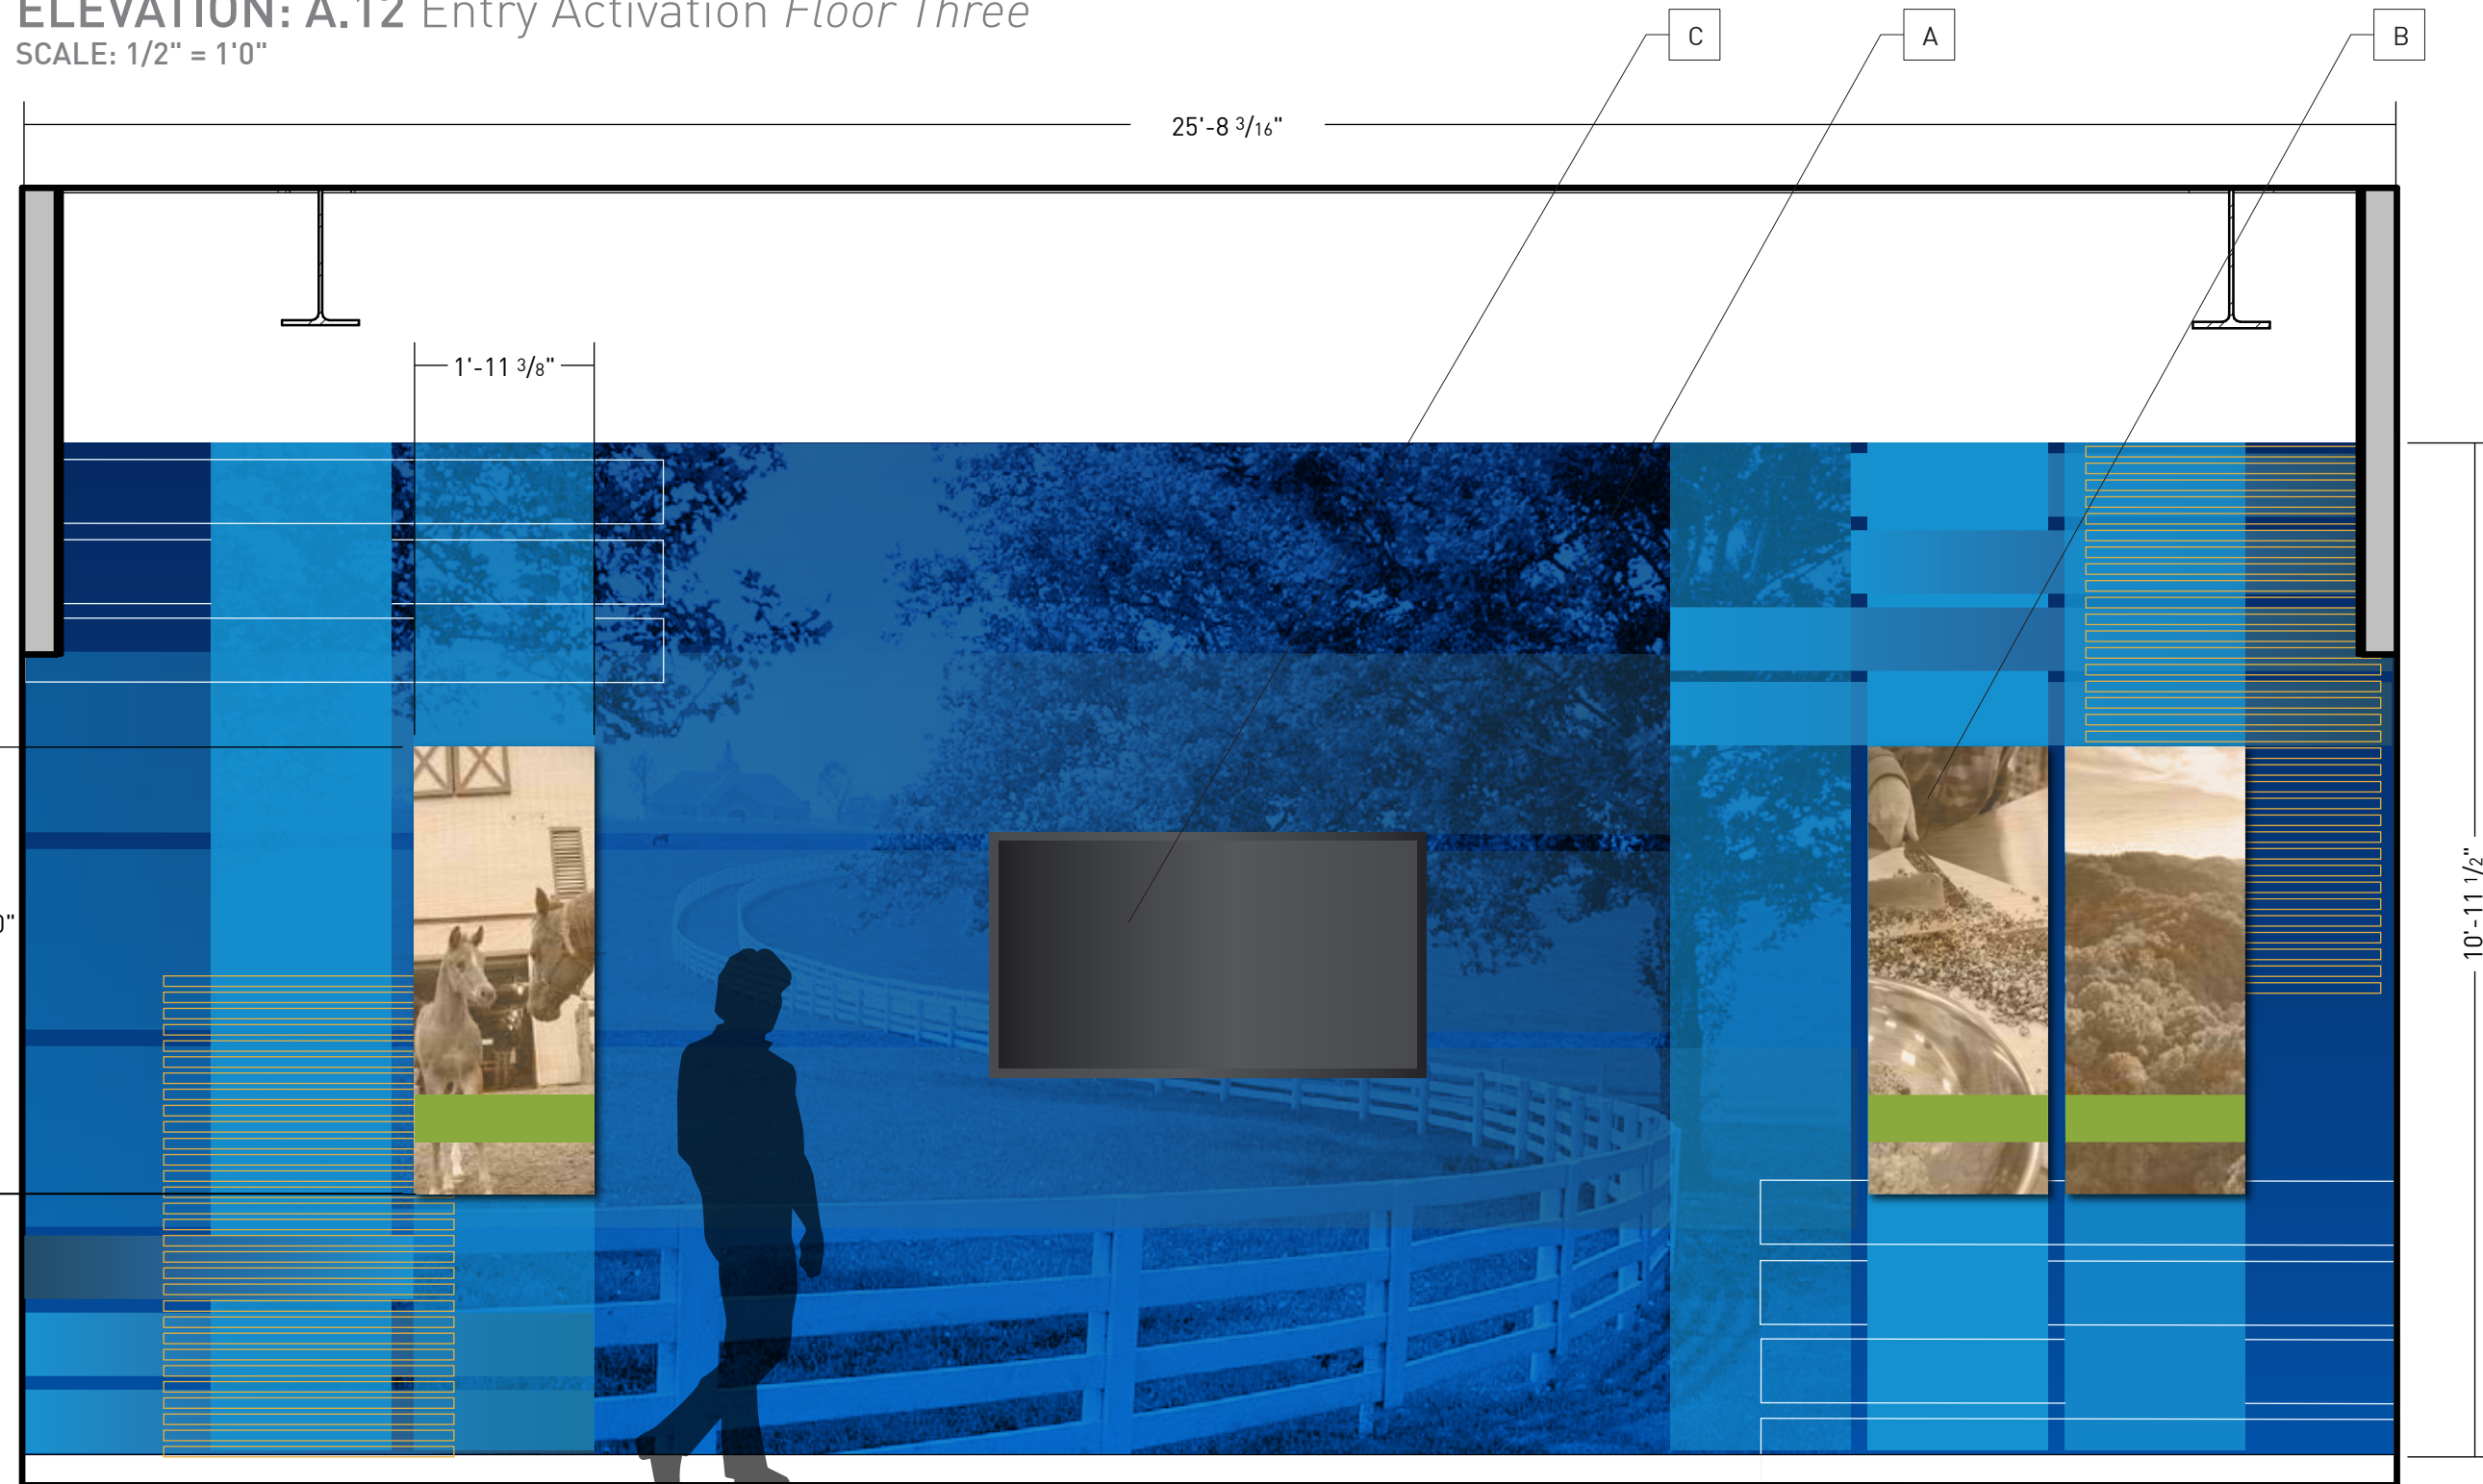 ELEVATION: A.12 Entry Activation Floor Three
SCALE: 1/2" = 1'0"
C
A
B
25'-8 3/16"
1'-11 3/8"
10'-11 1/2"